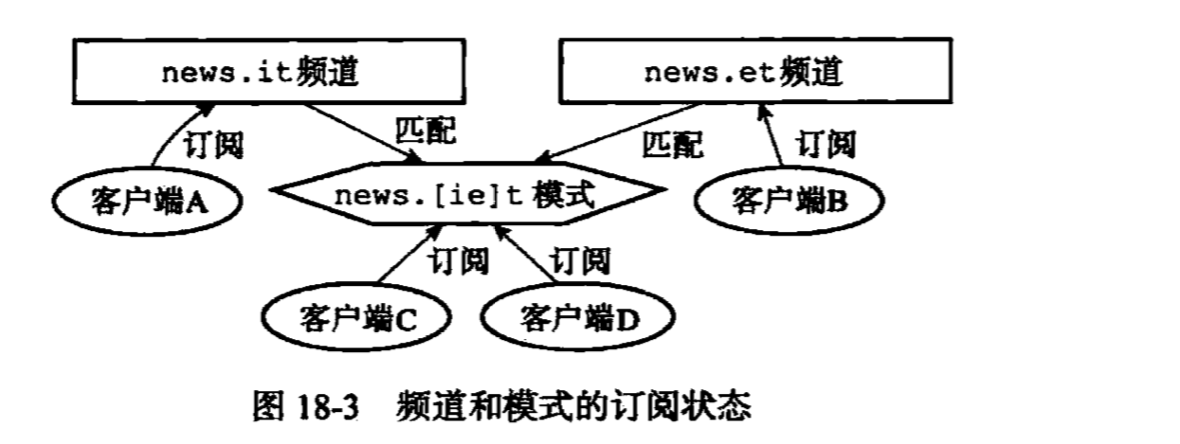 news.it频道
news.et频道
订阅
匹配
匹配
订阅
客户端A
news.[ie]t 模式
客户端B
订阅
订阅
客户端C
客户端D
图 18-3 频道和模式的订阅状态